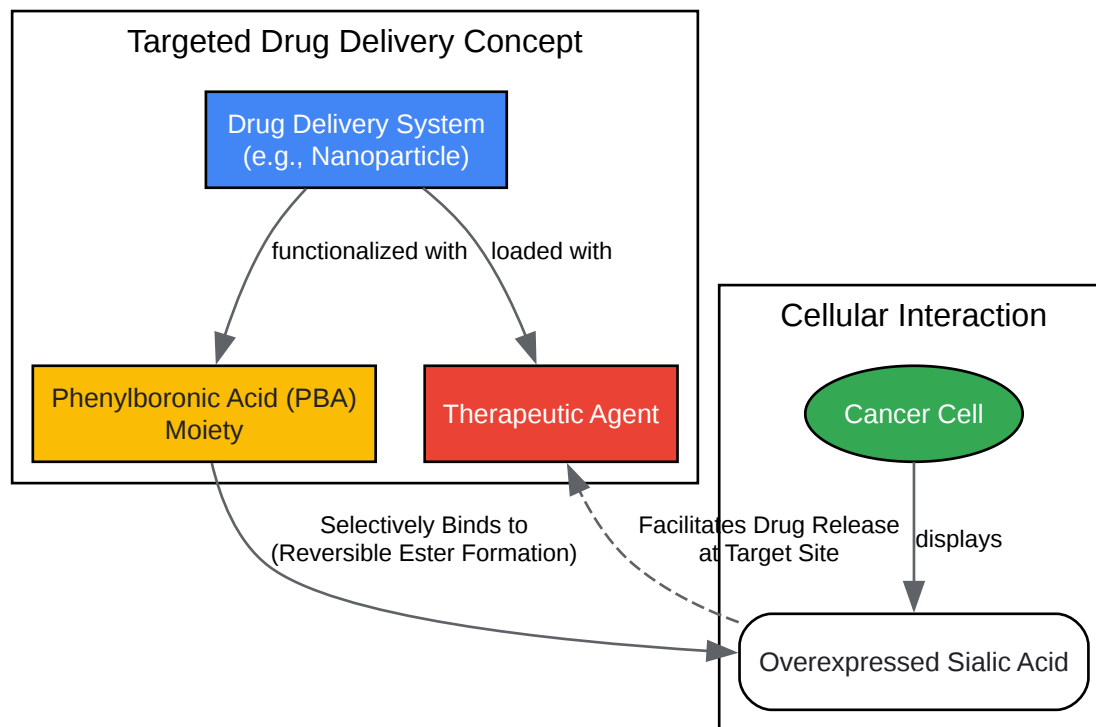 Targeted Drug Delivery Concept
Drug Delivery System
(e.g., Nanoparticle)
functionalized with
loaded with
Phenylboronic Acid (PBA)
Moiety
Therapeutic Agent
Cellular Interaction
Cancer Cell
Selectively Binds to
(Reversible Ester Formation)
Facilitates Drug Release
at Target Site
displays
Overexpressed Sialic Acid